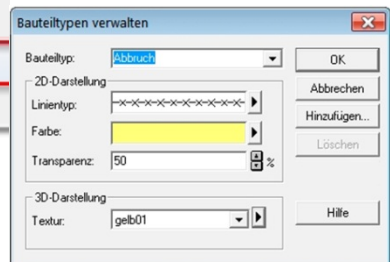 Bauteiltypen verwalten
Bauteiltyp: Abbruch
OK
2D-Darstellung
Abbrechen
Linientyp:
Hinzufügen...
Farbe:
Löschen
Transparenz: 50 %
3D-Darstellung
Textur: gelb01
Hilfe